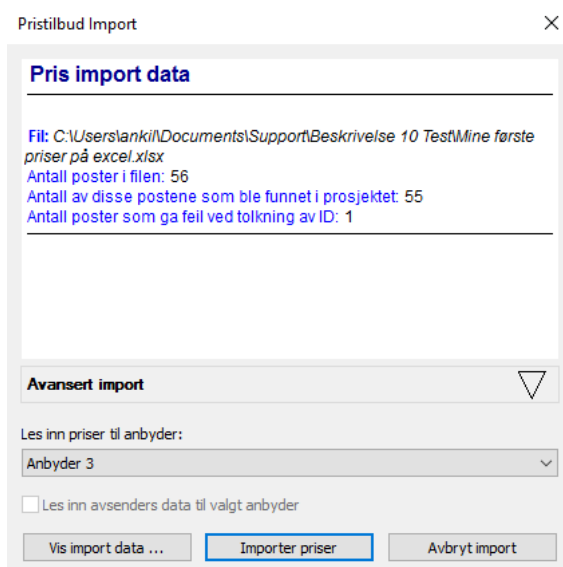 Pristilbud Import
Pris import data
Fil: C:\Users\ankil\Documents\Support\Beskrivelse 10 Test\Mine første
priser på excel.xlsx
Antall poster i filen: 56
Antall av disse postene som ble funnet i prosjektet: 55
Antall poster som ga feil ved tolkning av ID: 1
Avansert import
Les inn priser til anbyder:
Anbyder 3
Les inn avsenders data til valgt anbyder
Vis import data ...
Importer priser
Avbryt import